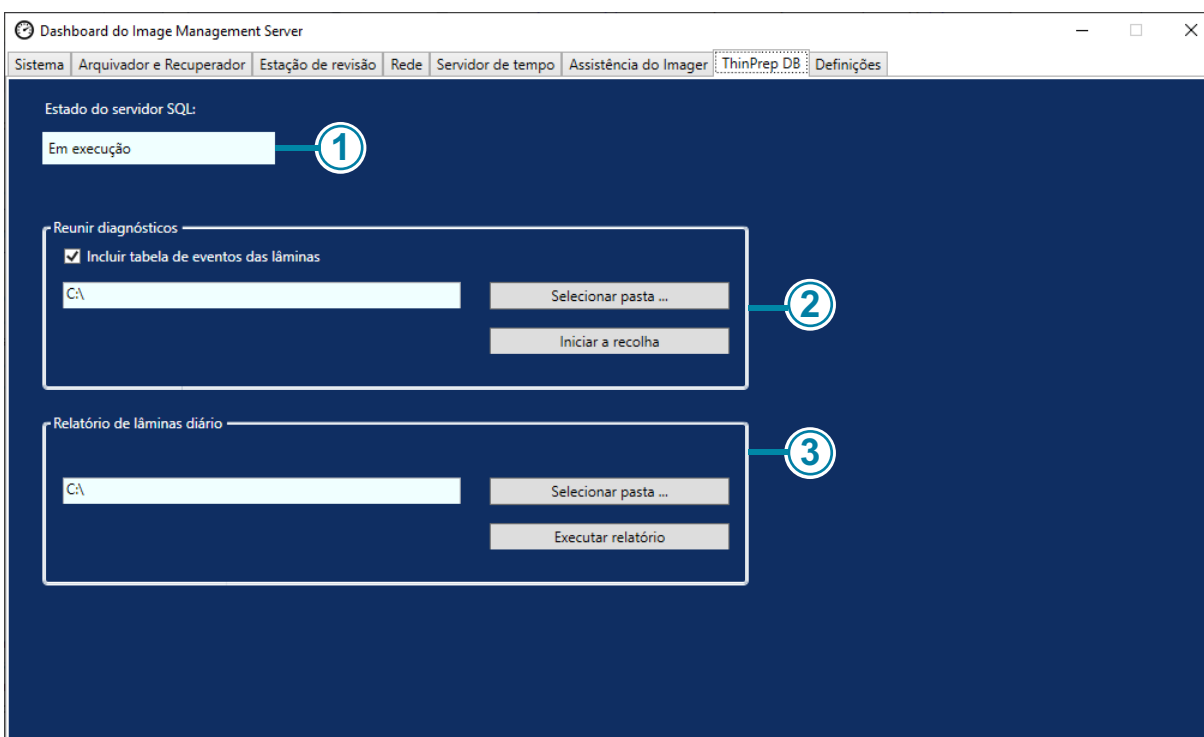 Dashboard do Image Management Server
Sistema Arquivador e Recuperador Estação de revisão Rede Servidor de tempo Assistência do Imager ThinPrep DB Definições
Estado do servidor SQL:
Em execução
1
Reunir diagnósticos
Incluir tabela de eventos das lâminas
C:\ Selecionar pasta ...
2
Iniciar a recolha
Relatório de lâminas diário
3
C:\ Selecionar pasta ...
Executar relatório